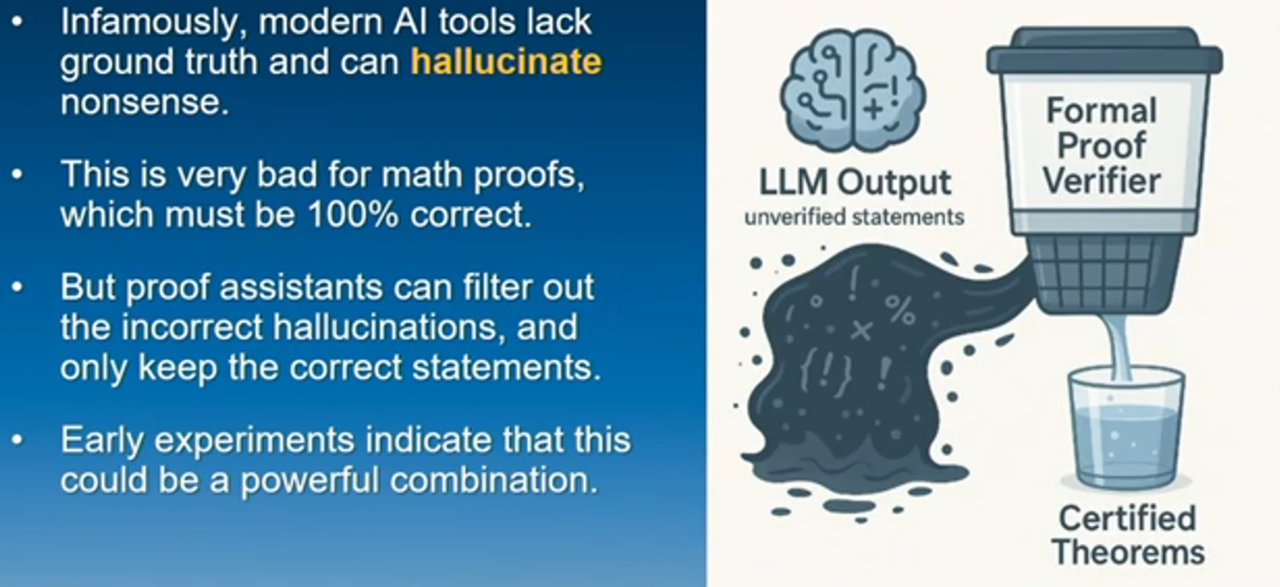 • Infamously, modern AI tools lack
ground truth and can hallucinate
nonsense.
• This is very bad for math proofs,
which must be 100% correct.
• But proof assistants can filter out
the incorrect hallucinations, and
only keep the correct statements.
• Early experiments indicate that this
could be a powerful combination.
LLM Output
unverified statements
Formal
Proof
Verifier
! %
×
{!} !
Certified
Theorems